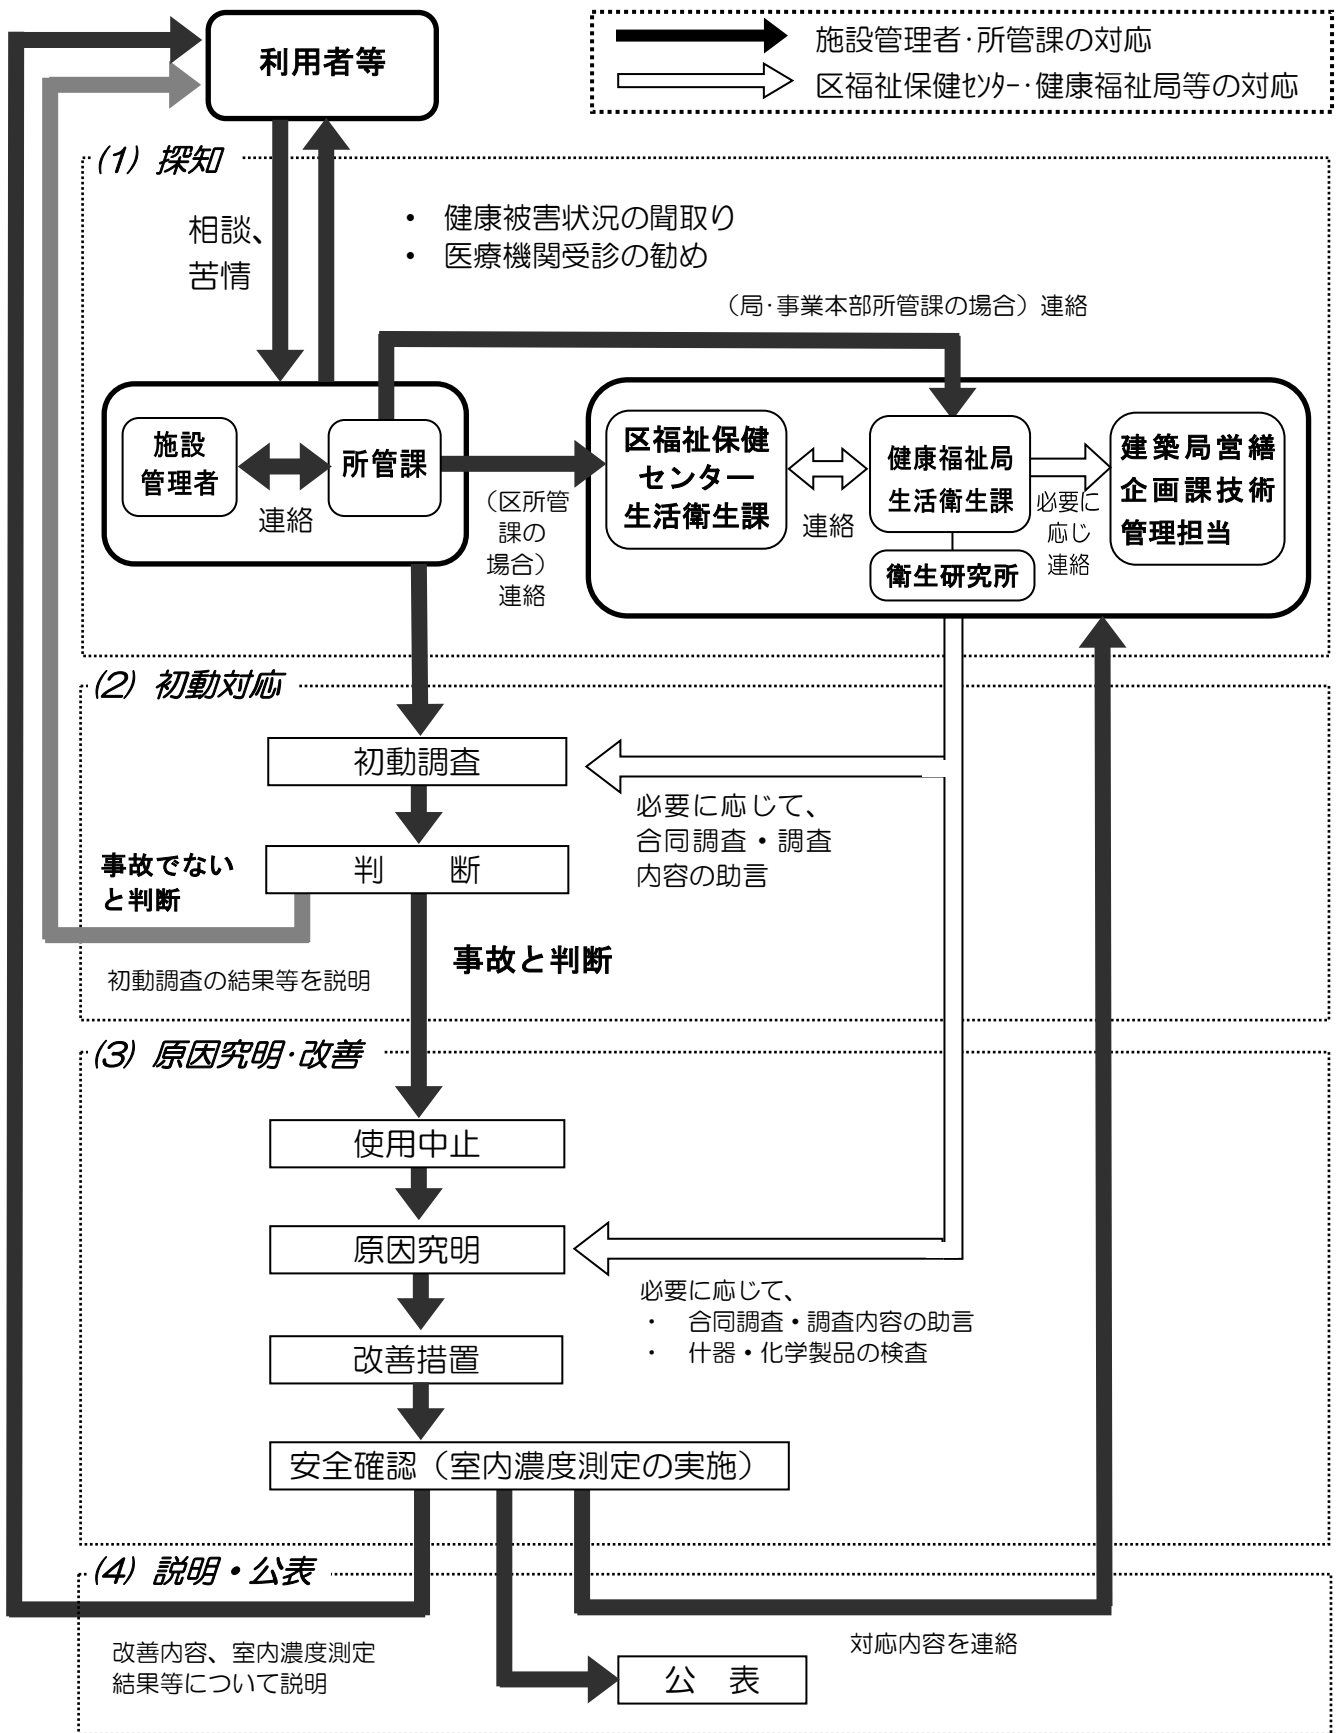 利用者等
施設管理者・所管課の対応
区福祉保健ｾﾝﾀｰ・健康福祉局等の対応
(1) 探知
相談、
苦情
・ 健康被害状況の聞取り
・ 医療機関受診の勧め
（局・事業本部所管課の場合）連絡
施設
管理者
連絡
所管課
（区所管
課の
場合）
連絡
区福祉保健
センター
生活衛生課
連絡
健康福祉局
生活衛生課
衛生研究所
必要に
応じ
連絡
建築局営繕
企画課技術
管理担当
(2) 初動対応
初動調査
必要に応じて、
合同調査・調査
内容の助言
判 断
事故でない
と判断
事故と判断
初動調査の結果等を説明
(3) 原因究明・改善
使用中止
原因究明
必要に応じて、
・ 合同調査・調査内容の助言
・ 什器・化学製品の検査
改善措置
安全確認（室内濃度測定の実施）
(4) 説明・公表
改善内容、室内濃度測定
結果等について説明
対応内容を連絡
公 表